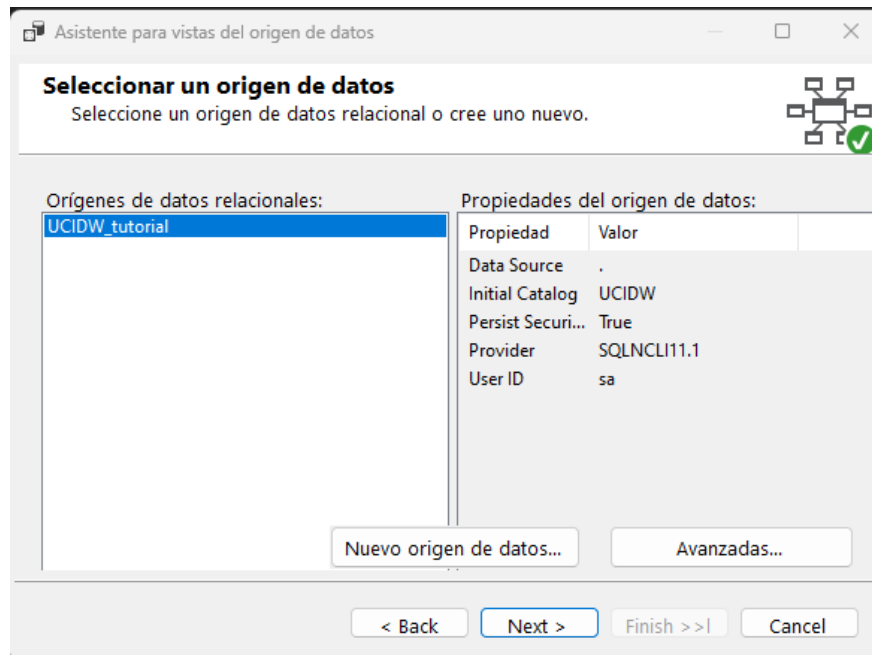 Asistente para vistas del origen de datos
Seleccionar un origen de datos
Seleccione un origen de datos relacional o cree uno nuevo.
Orígenes de datos relacionales:
UCIDW_tutorial
Propiedades del origen de datos:
Propiedad Valor
Data Source .
Initial Catalog UCIDW
Persist Securi... True
Provider SQLNCLI11.1
User ID sa
Nuevo origen de datos... Avanzadas...
< Back Next > Finish >>| Cancel